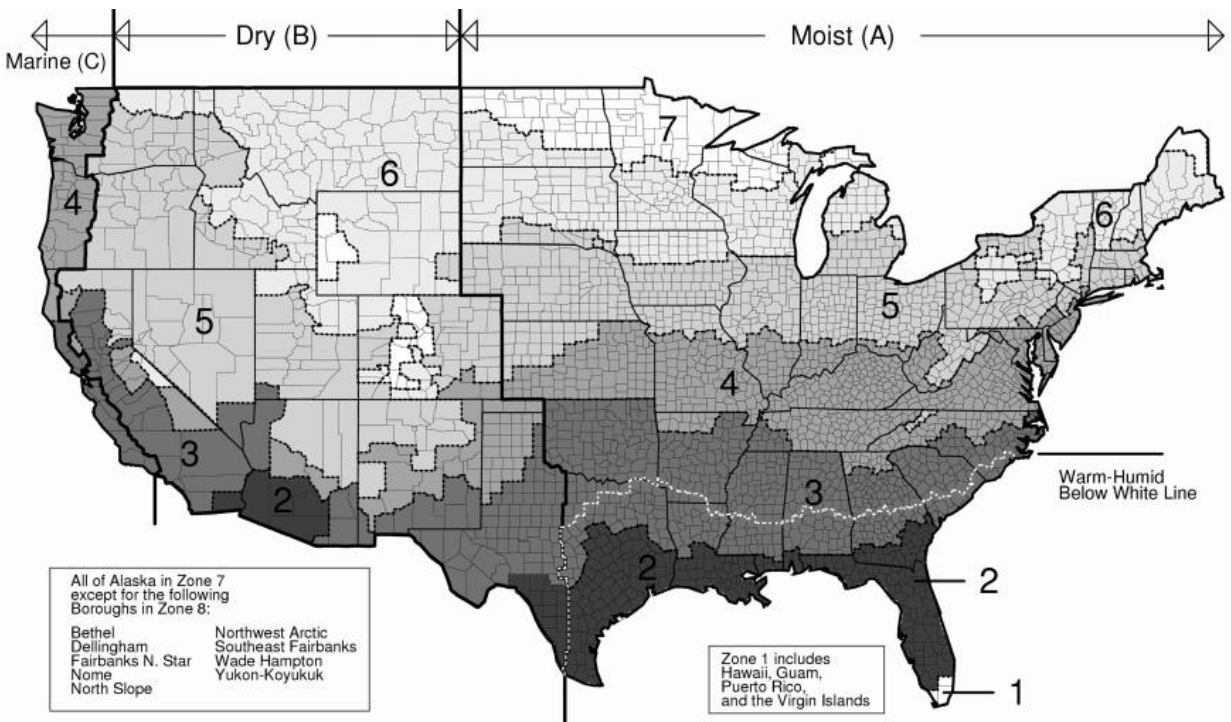 Marine (C)
Dry (B)
Moist (A)
7
6
4
6
5
5
4
3
3
2
2
2
1
Warm-Humid
Below White Line
All of Alaska in Zone 7
except for the following
Boroughs in Zone 8:
Bethel
Dellingham
Fairbanks N. Star
Nome
North Slope
Northwest Arctic
Southeast Fairbanks
Wade Hampton
Yukon-Koyukuk
Zone 1 includes
Hawaii, Guam,
Puerto Rico,
and the Virgin Islands